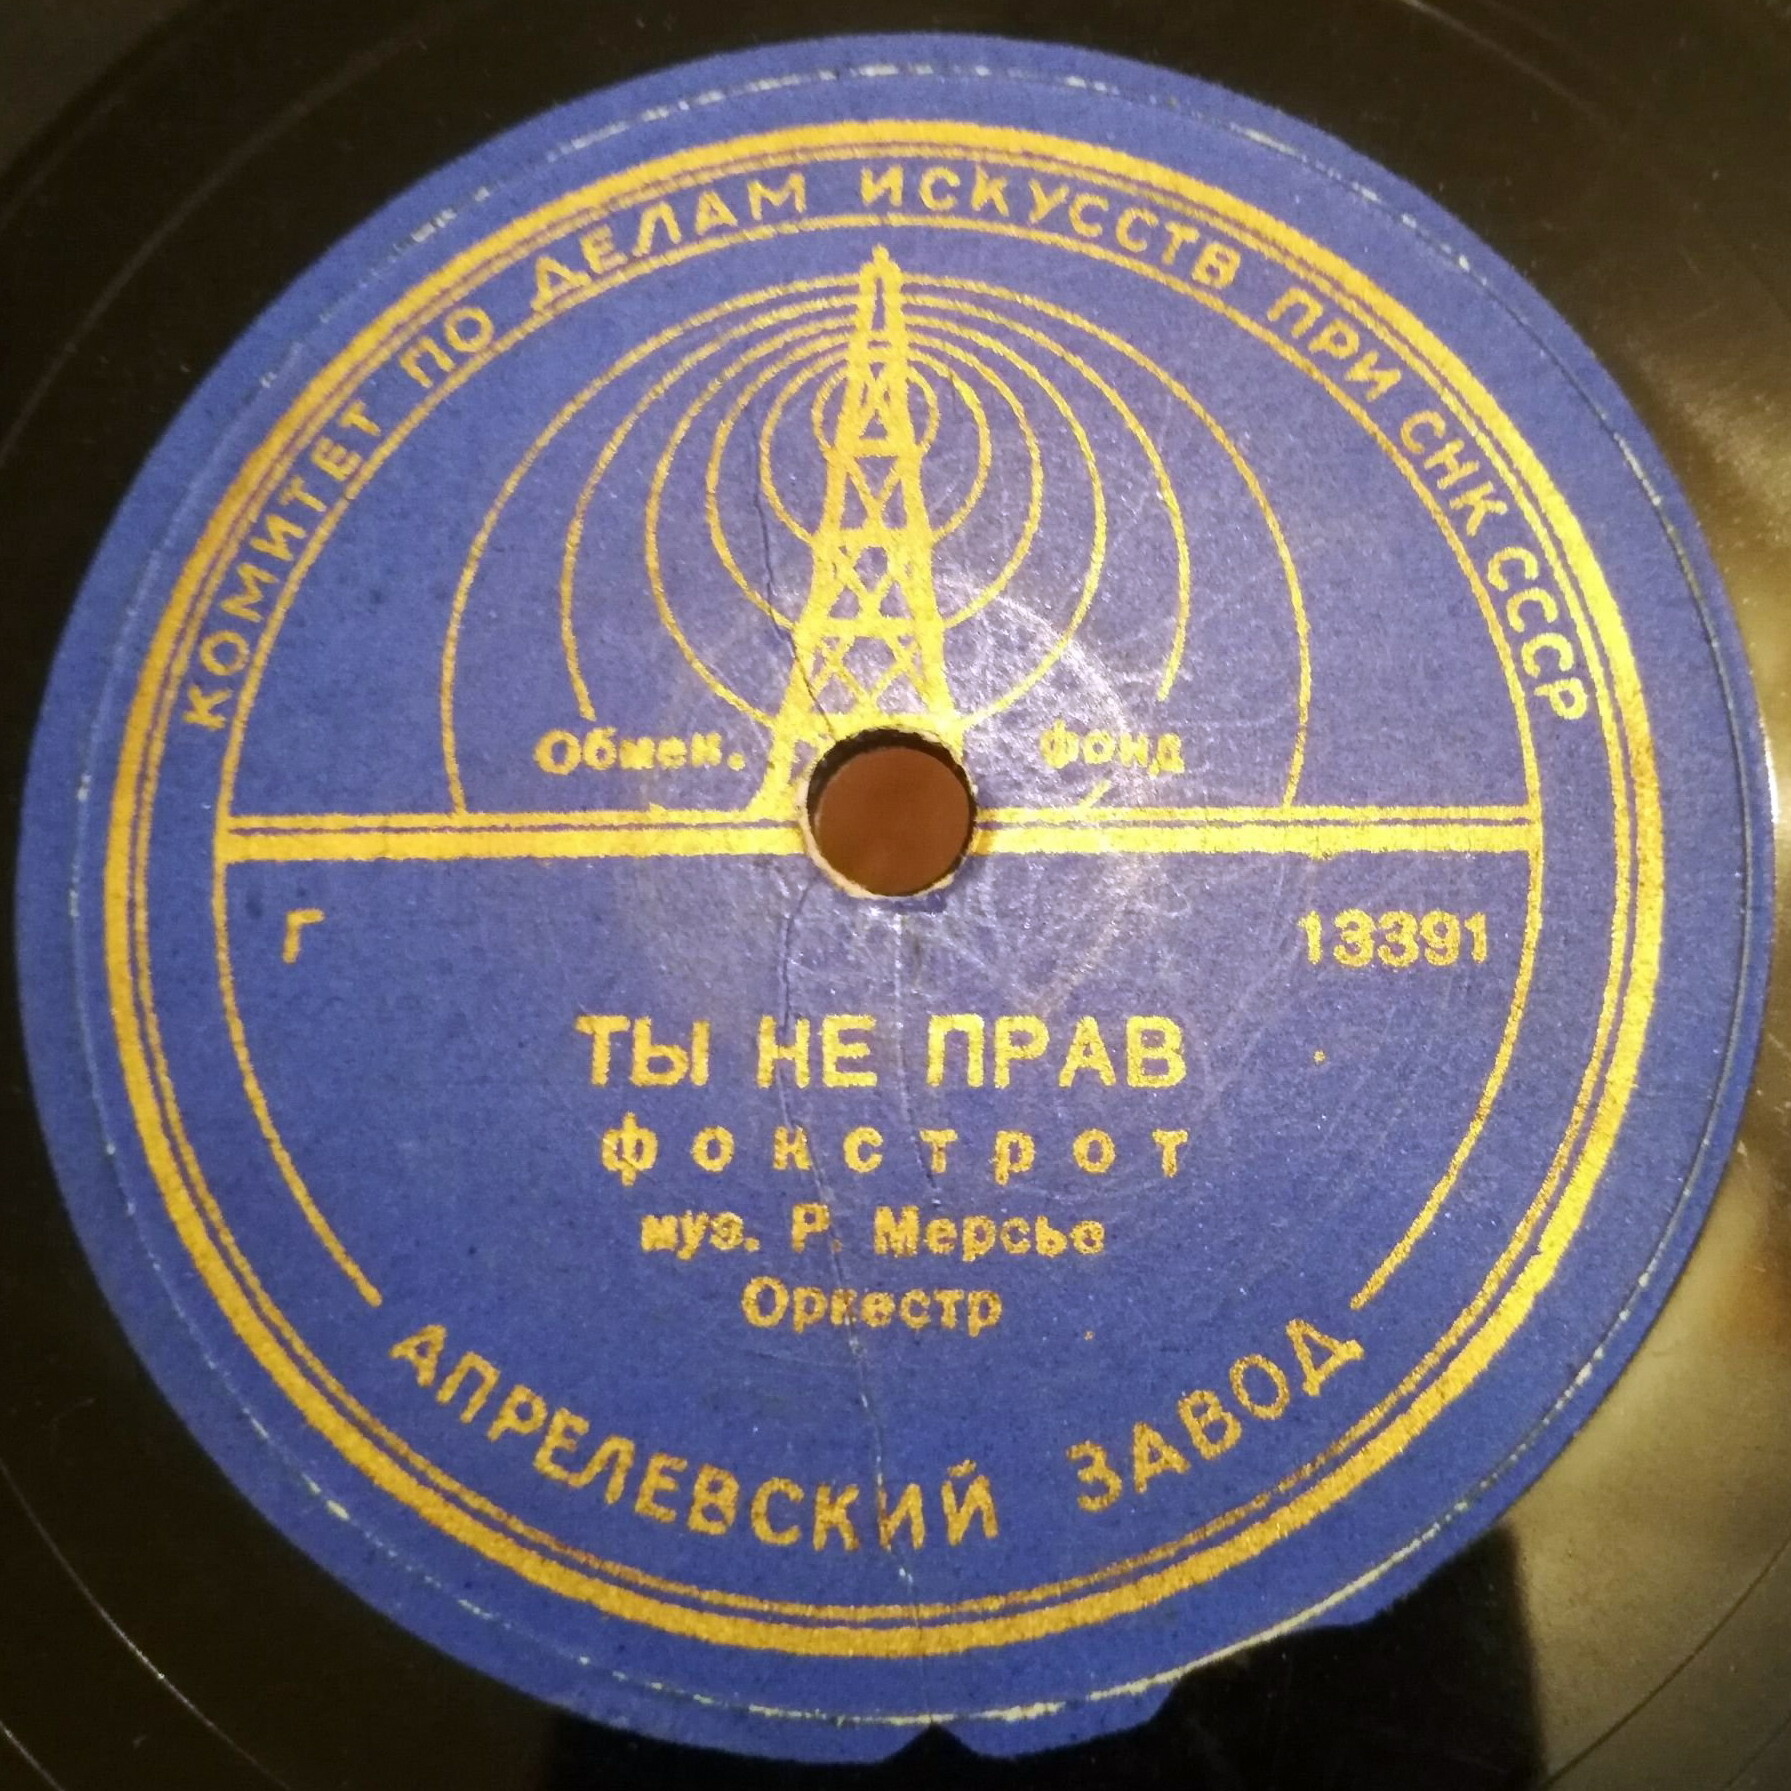 КОМИТЕТ ПО ДЕЛАМ ИСКУССТВ ПРИ СНК СССР
Обмен. фонд
Г 13391
ТЫ НЕ ПРАВ
фокстрот
муз. Р. Мерсье
Оркестр
АПРЕЛЕВСКИЙ ЗАВОД